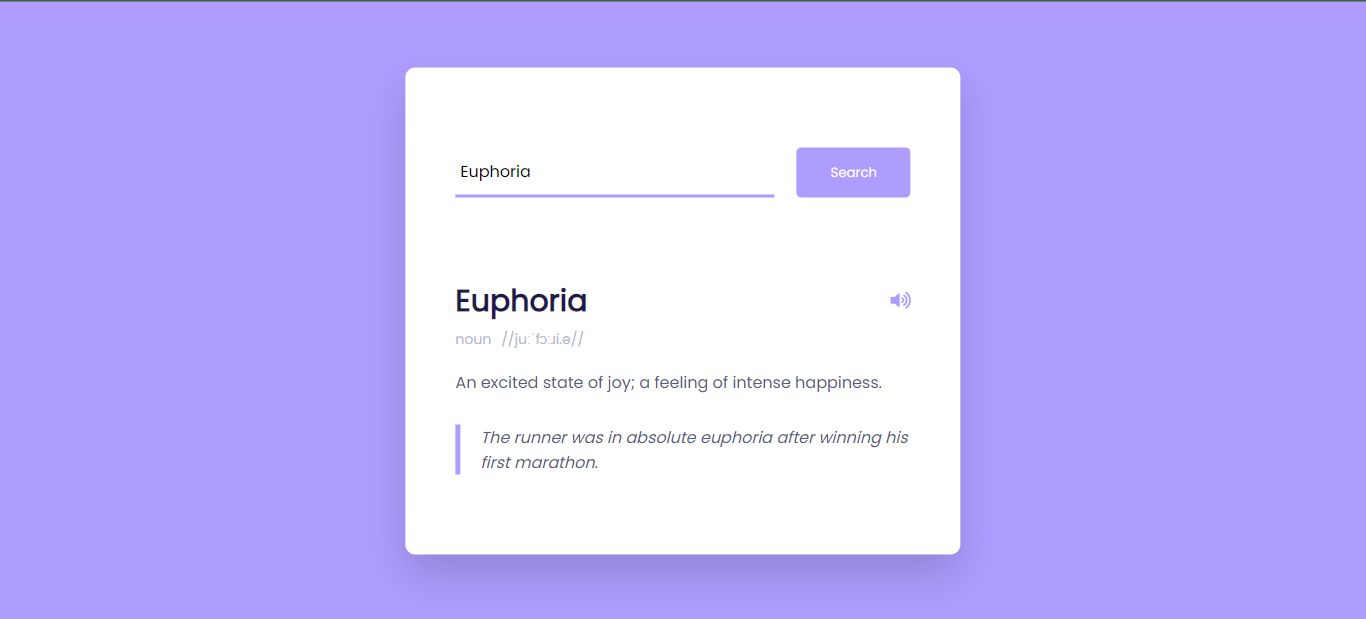 Euphoria
Search
Euphoria
noun //juːˈfɔːɹi.ə//
An excited state of joy; a feeling of intense happiness.
The runner was in absolute euphoria after winning his
first marathon.